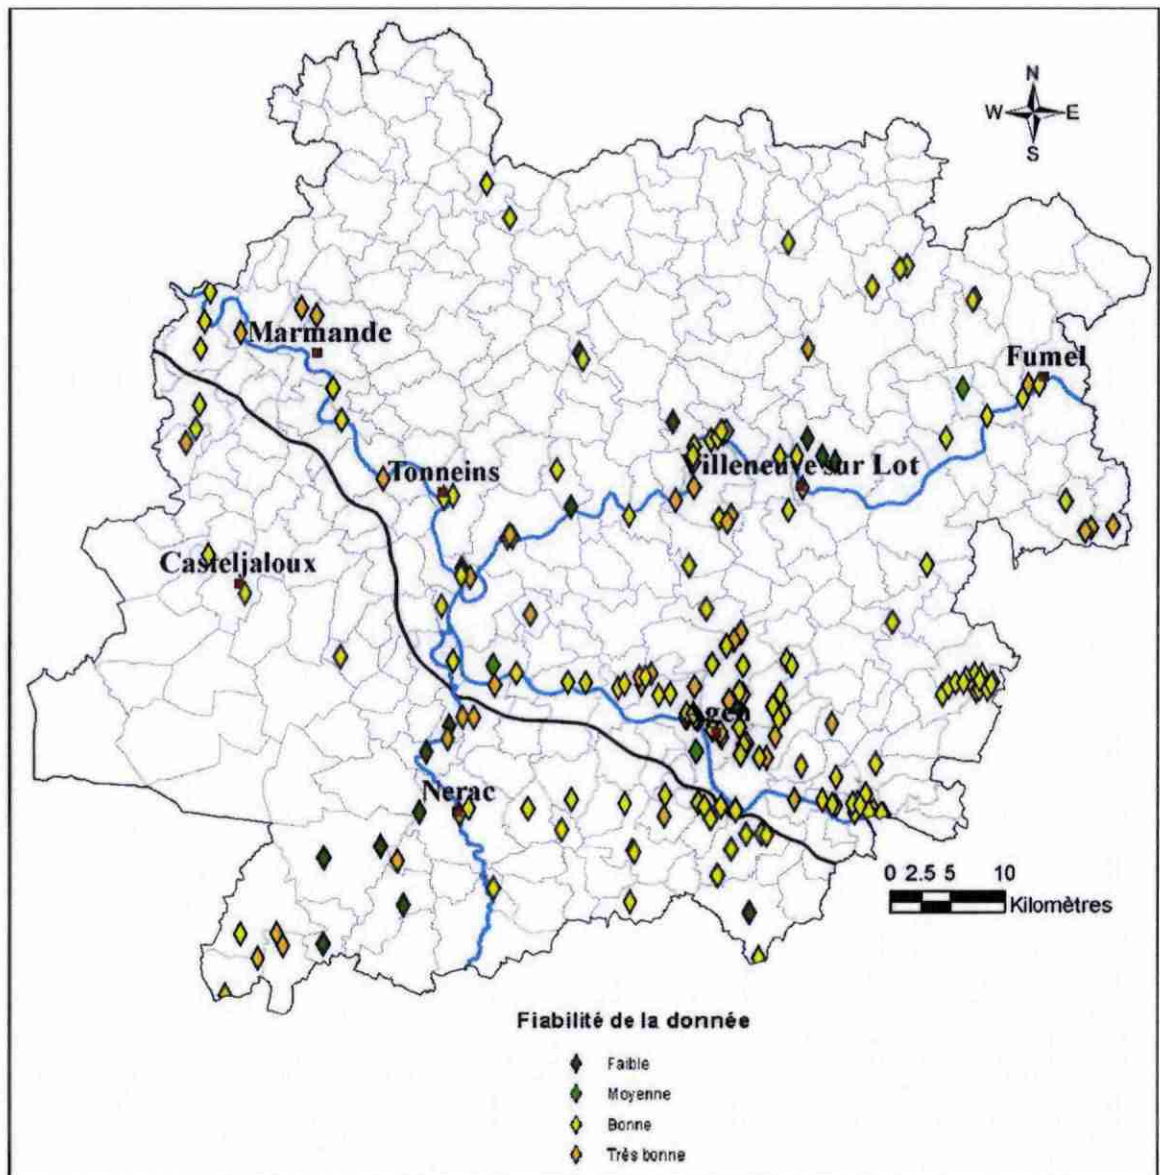 N
W E
S
Marmande
Fumel
Tonneins
Villeneuve sur Lot
Casteljaloux
Agen
Nerac
0 2.5 5 10
Kilomètres
Fiabilité de la donnée
Faible
Moyenne
Bonne
Très bonne